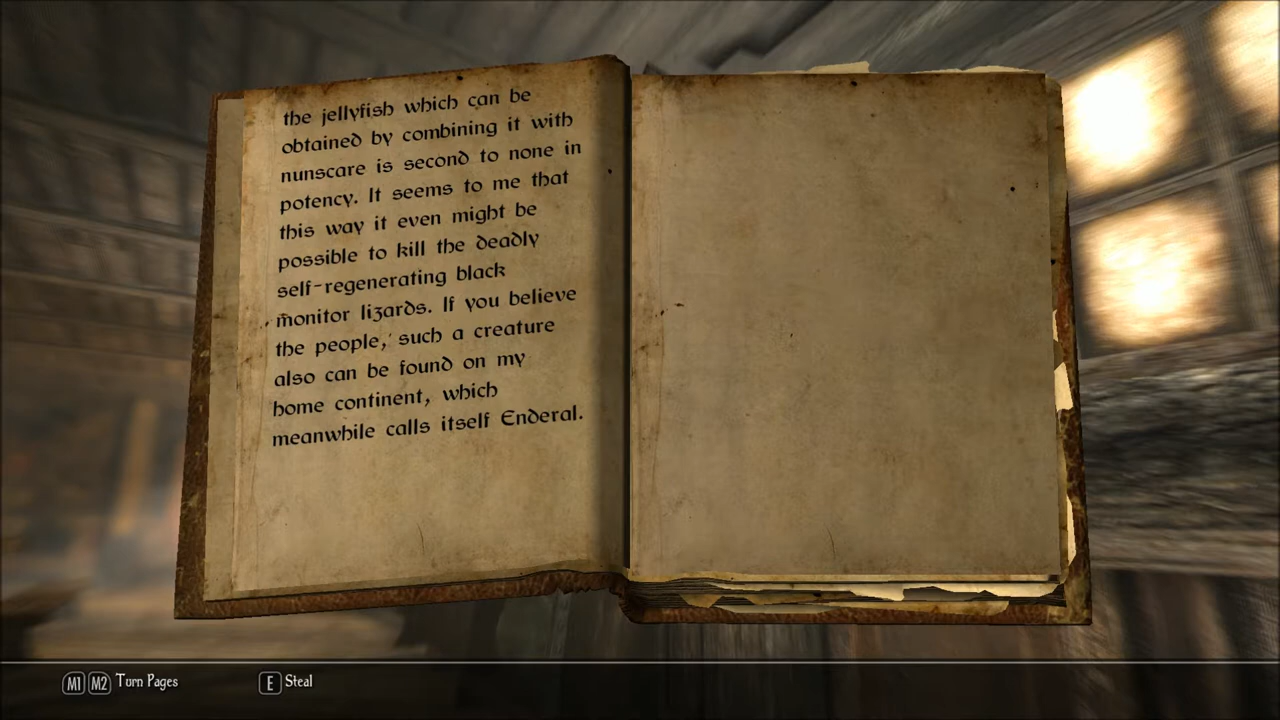 the jellyfish which can be
obtained by combining it with
nunscare is second to none in
potency. It seems to me that
this way it even might be
possible to kill the deadly
self-regenerating black
monitor lizards. If you believe
the people, such a creature
also can be found on my
home continent, which
meanwhile calls itself Enderal.
M1 M2 Turn Pages
E Steal